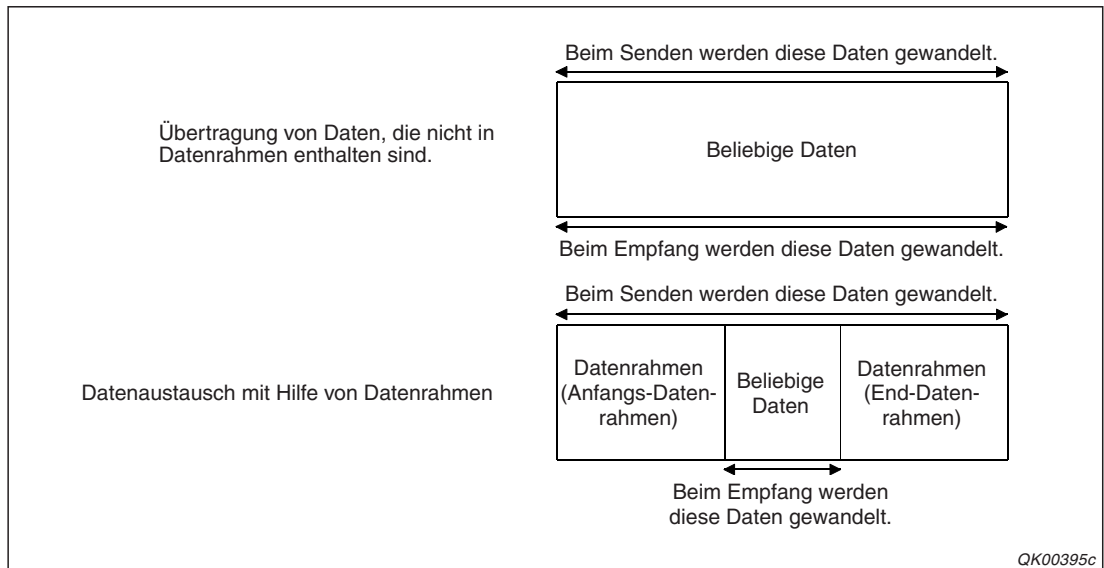 Beim Senden werden diese Daten gewandelt.
Übertragung von Daten, die nicht in
Datenrahmen enthalten sind.
Beliebige Daten
Beim Empfang werden diese Daten gewandelt.
Beim Senden werden diese Daten gewandelt.
Datenaustausch mit Hilfe von Datenrahmen
Datenrahmen
(Anfangs-Daten-
rahmen)
Beliebige
Daten
Datenrahmen
(End-Daten-
rahmen)
Beim Empfang werden
diese Daten gewandelt.
QK00395c